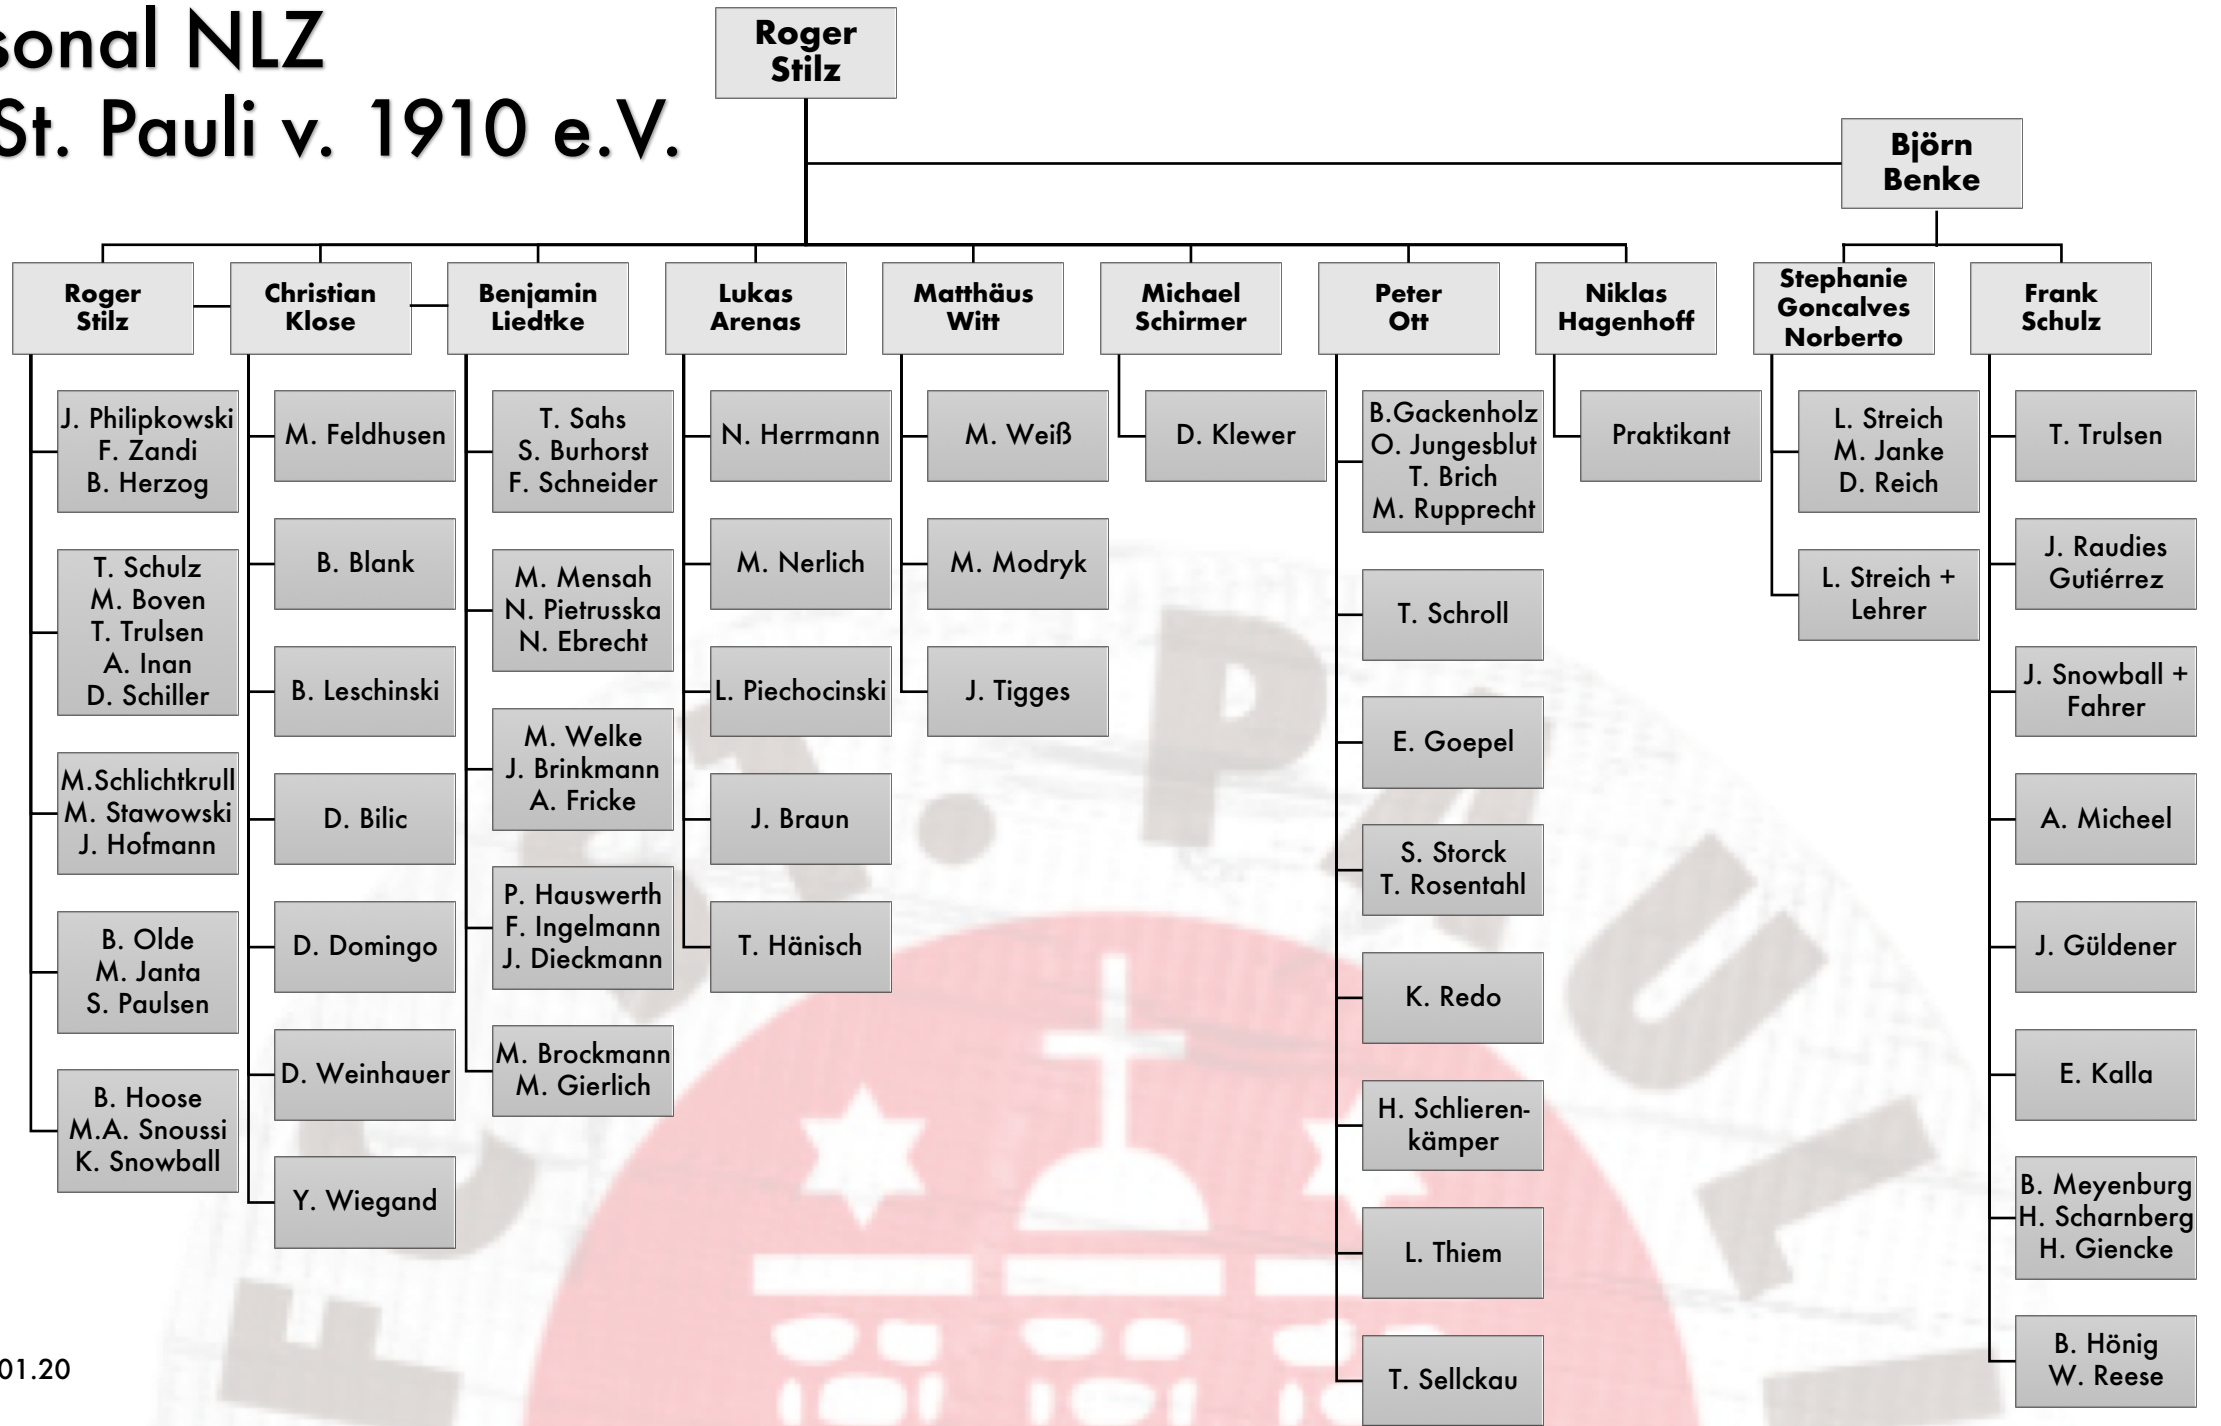 sonal NLZ
St. Pauli v. 1910 e.V.
Roger
Stilz
Björn
Benke
Roger
Stilz
Christian
Klose
Benjamin
Liedtke
Lukas
Arenas
Matthäus
Witt
Michael
Schirmer
Peter
Ott
Niklas
Hagenhoff
Stephanie
Goncalves
Norberto
Frank
Schulz
J. Philipkowski
F. Zandi
B. Herzog
T. Schulz
M. Boven
T. Trulsen
A. Inan
D. Schiller
M.Schlichtkrull
M. Stawowski
J. Hofmann
B. Olde
M. Janta
S. Paulsen
B. Hoose
M.A. Snoussi
K. Snowball
M. Feldhusen
B. Blank
B. Leschinski
D. Bilic
D. Domingo
D. Weinhauer
Y. Wiegand
T. Sahs
S. Burhorst
F. Schneider
M. Mensah
N. Pietrusska
N. Ebrecht
M. Welke
J. Brinkmann
A. Fricke
P. Hauswerth
F. Ingelmann
J. Dieckmann
M. Brockmann
M. Gierlich
N. Herrmann
M. Nerlich
L. Piechocinski
J. Braun
T. Hänisch
M. Weiß
M. Modryk
J. Tigges
D. Klewer
B.Gackenholz
O. Jungesblut
T. Brich
M. Rupprecht
T. Schroll
E. Goepel
S. Storck
T. Rosentahl
K. Redo
H. Schlieren-
kämper
L. Thiem
T. Sellckau
Praktikant
L. Streich
M. Janke
D. Reich
L. Streich +
Lehrer
T. Trulsen
J. Raudies
Gutiérrez
J. Snowball +
Fahrer
A. Micheel
J. Güldener
E. Kalla
B. Meyenburg
H. Scharnberg
H. Giencke
B. Hönig
W. Reese
01.20
FC ST. PAULI